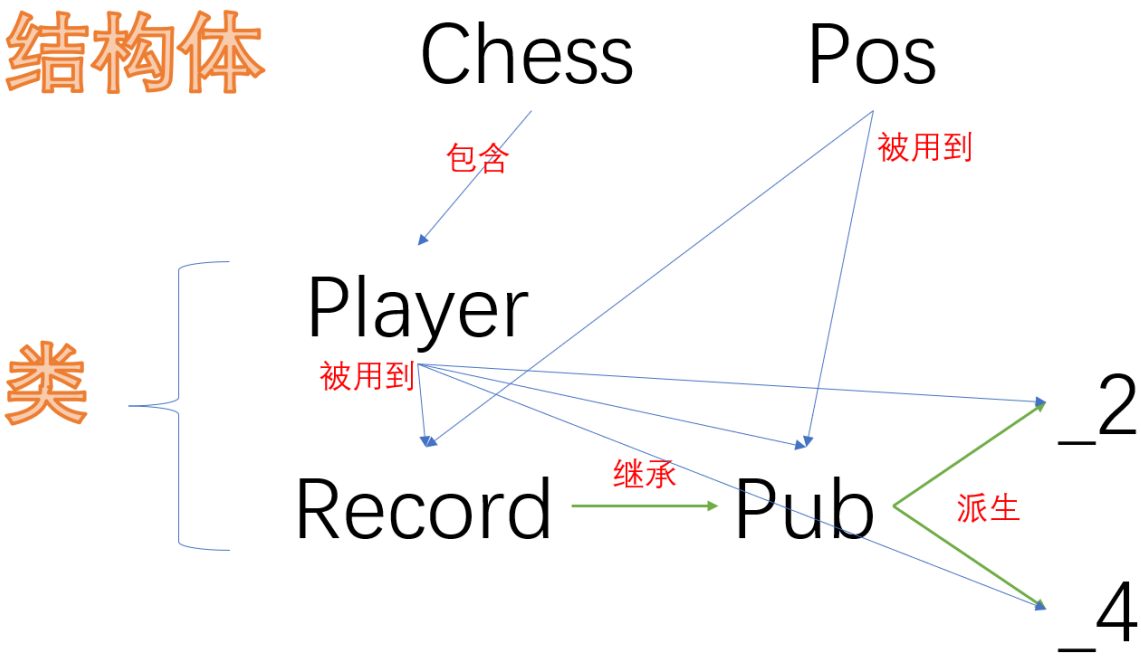 结构体
Chess
Pos
包含
被用到
Player
被用到
类
_2
Record
继承
Pub
派生
_4